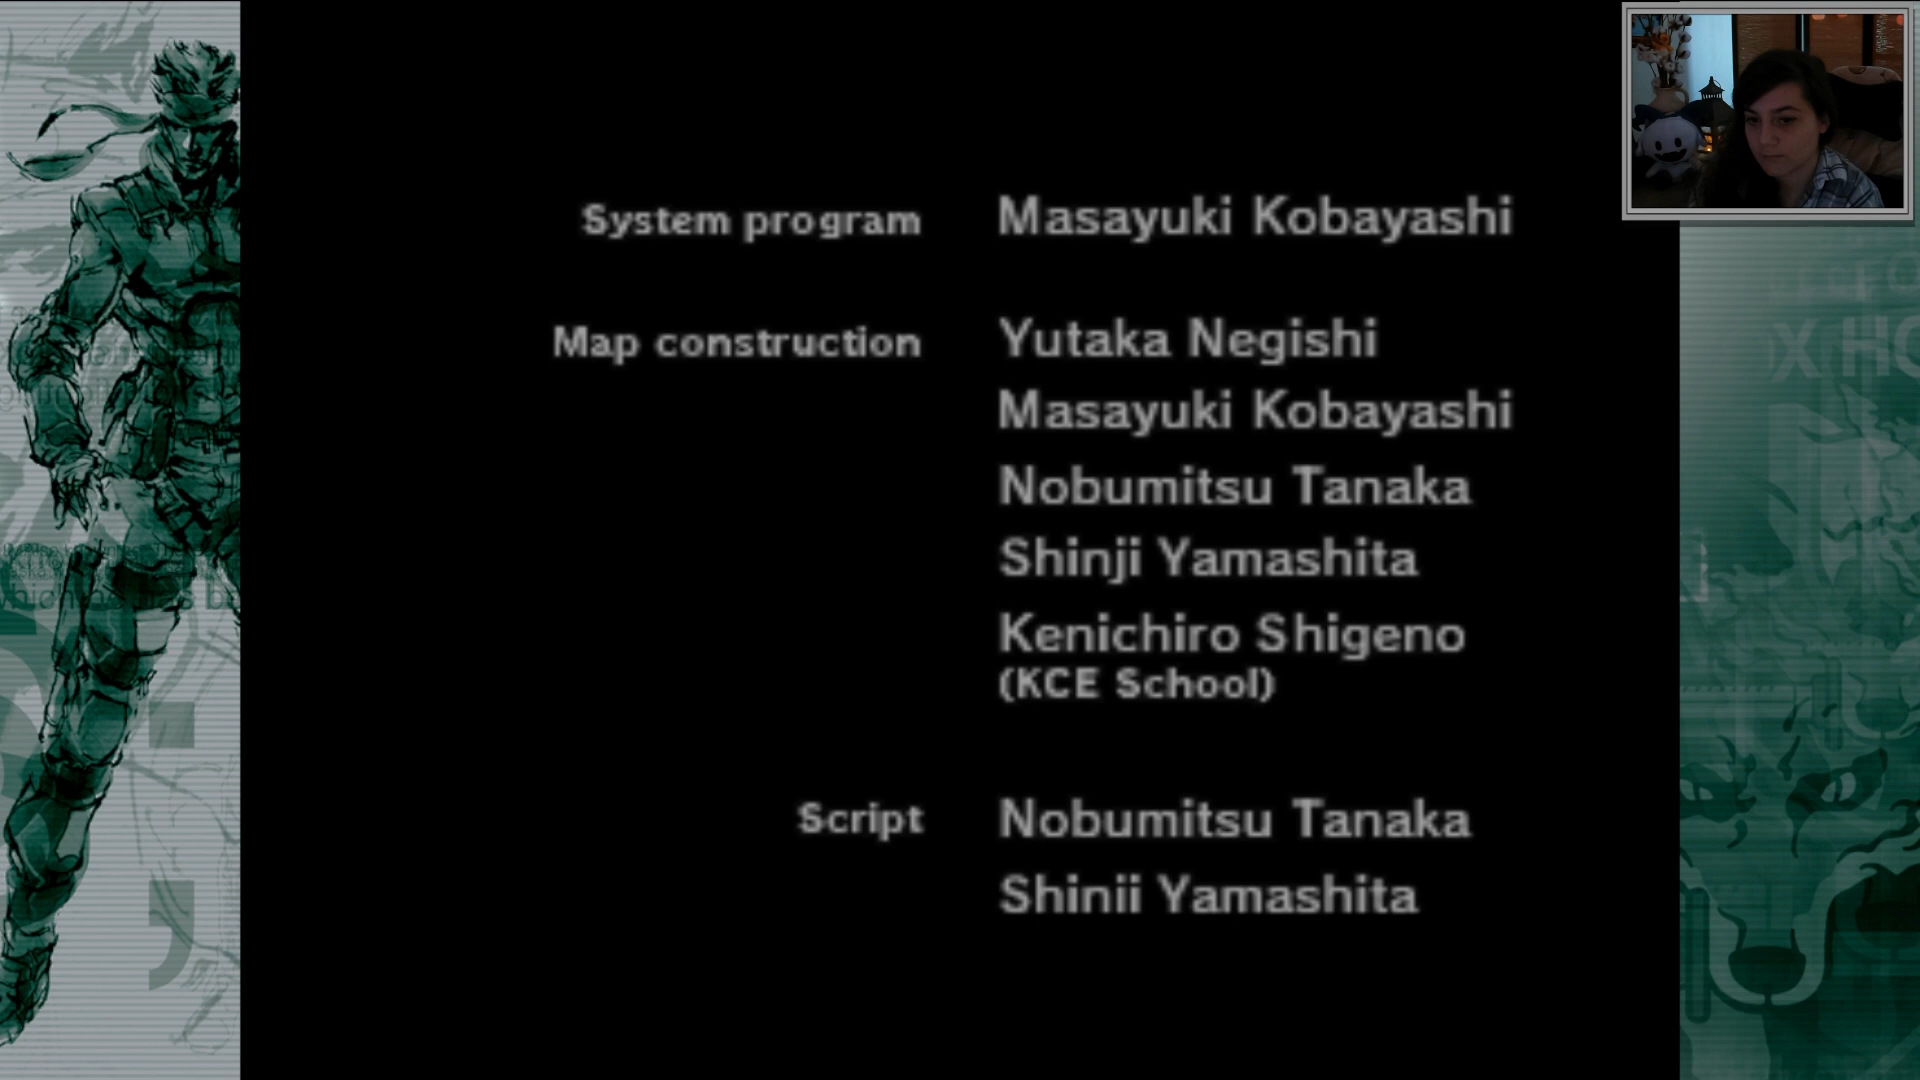 System program Masayuki Kobayashi
Map construction Yutaka Negishi
Masayuki Kobayashi
Nobumitsu Tanaka
Shinji Yamashita
Kenichiro Shigeno
(KCE School)
Script Nobumitsu Tanaka
Shinii Yamashita
X HO